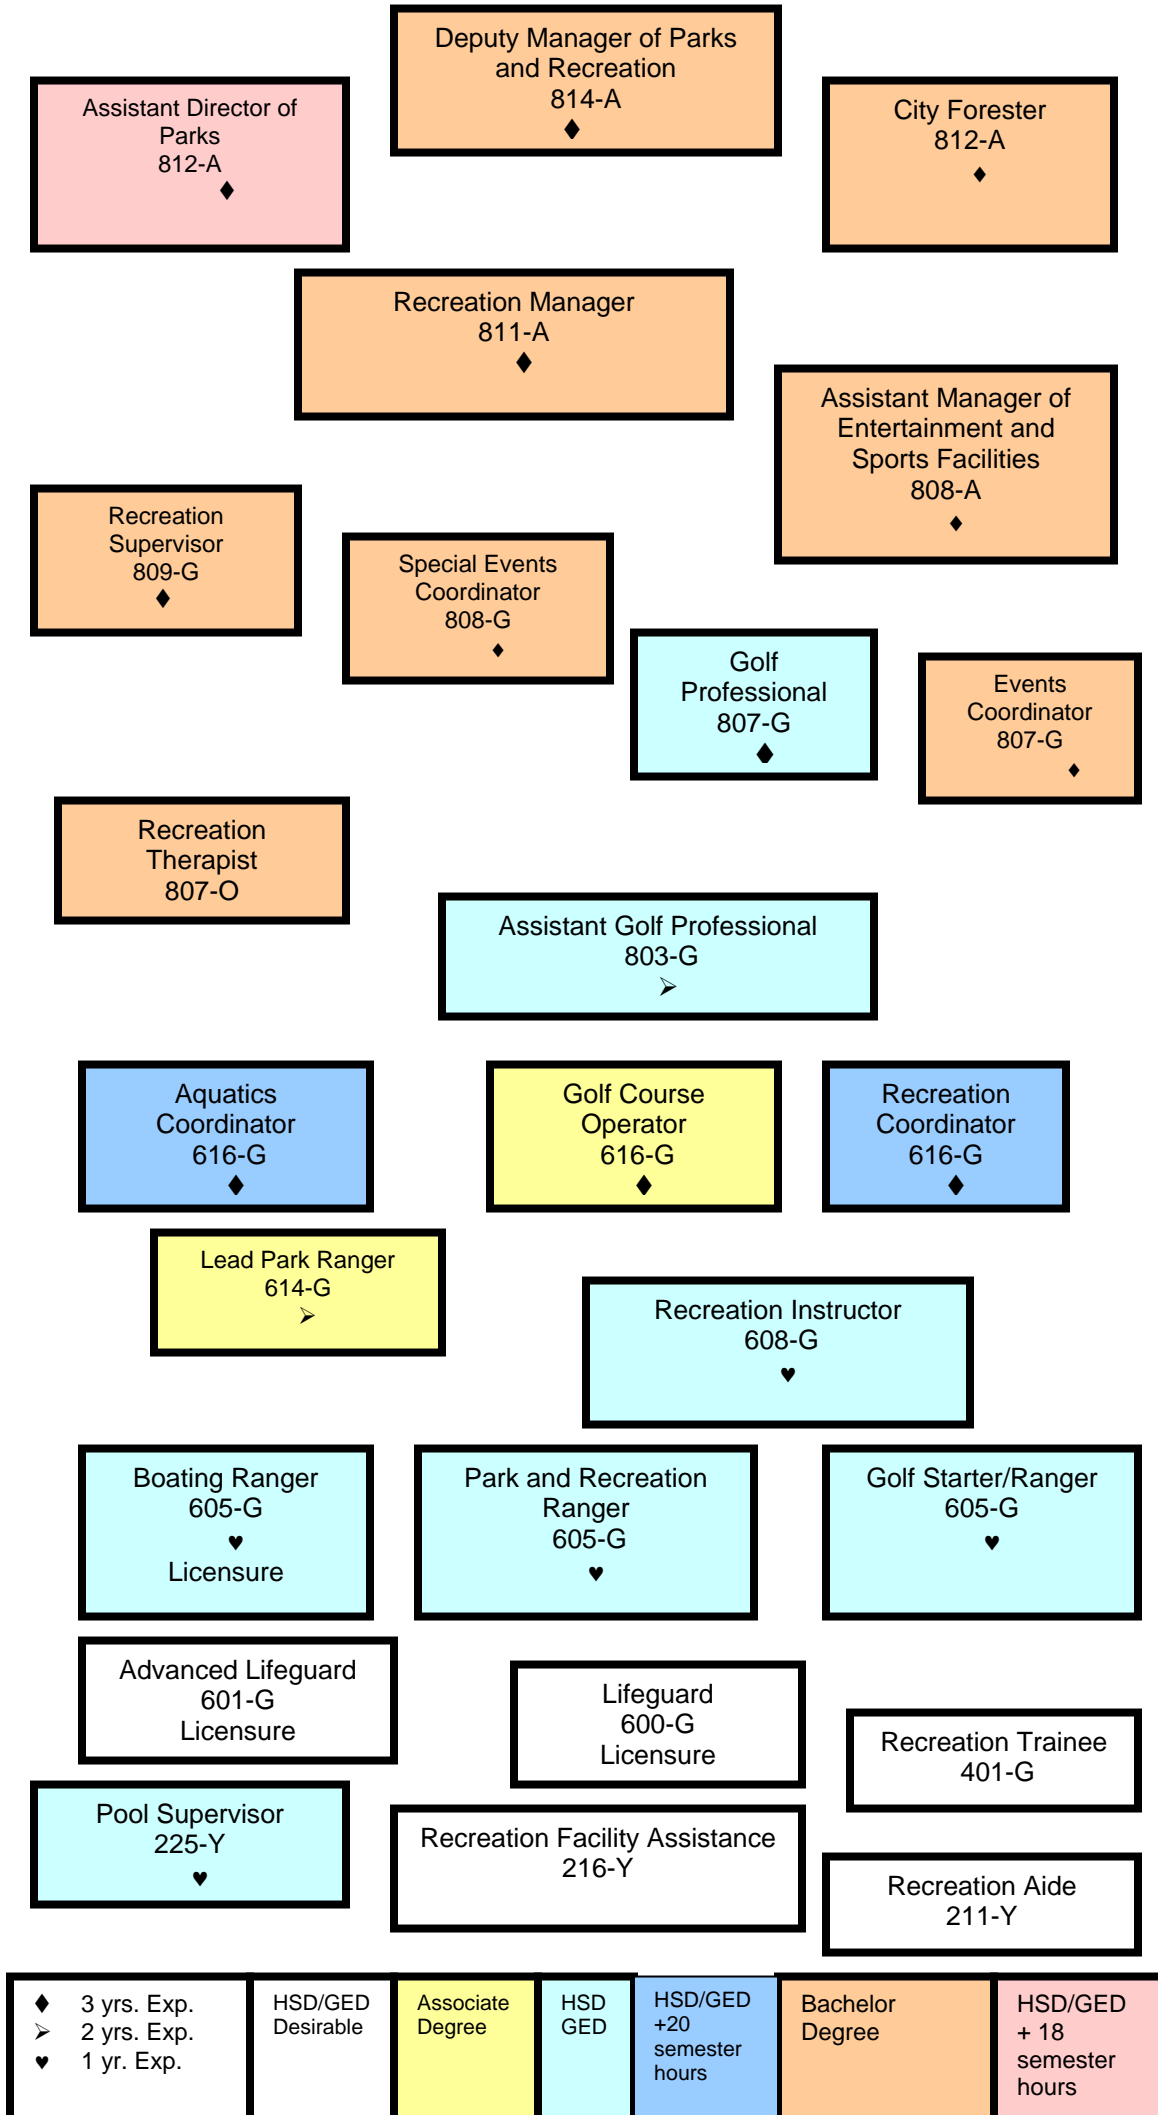 Deputy Manager of Parks
and Recreation
814-A
♦
Assistant Director of
Parks
812-A
♦
City Forester
812-A
♦
Recreation Manager
811-A
♦
Assistant Manager of
Entertainment and
Sports Facilities
808-A
♦
Recreation
Supervisor
809-G
♦
Special Events
Coordinator
808-G
♦
Golf
Professional
807-G
♦
Events
Coordinator
807-G
♦
Recreation
Therapist
807-O
Assistant Golf Professional
803-G
➢
Aquatics
Coordinator
616-G
♦
Golf Course
Operator
616-G
♦
Recreation
Coordinator
616-G
♦
Lead Park Ranger
614-G
➢
Recreation Instructor
608-G
♥
Boating Ranger
605-G
♥
Licensure
Park and Recreation
Ranger
605-G
♥
Golf Starter/Ranger
605-G
♥
Advanced Lifeguard
601-G
Licensure
Lifeguard
600-G
Licensure
Recreation Trainee
401-G
Pool Supervisor
225-Y
♥
Recreation Facility Assistance
216-Y
Recreation Aide
211-Y
♦ 3 yrs. Exp.
➢ 2 yrs. Exp.
♥ 1 yr. Exp.
HSD/GED
Desirable
Associate
Degree
HSD
GED
HSD/GED
+20
semester
hours
Bachelor
Degree
HSD/GED
+ 18
semester
hours